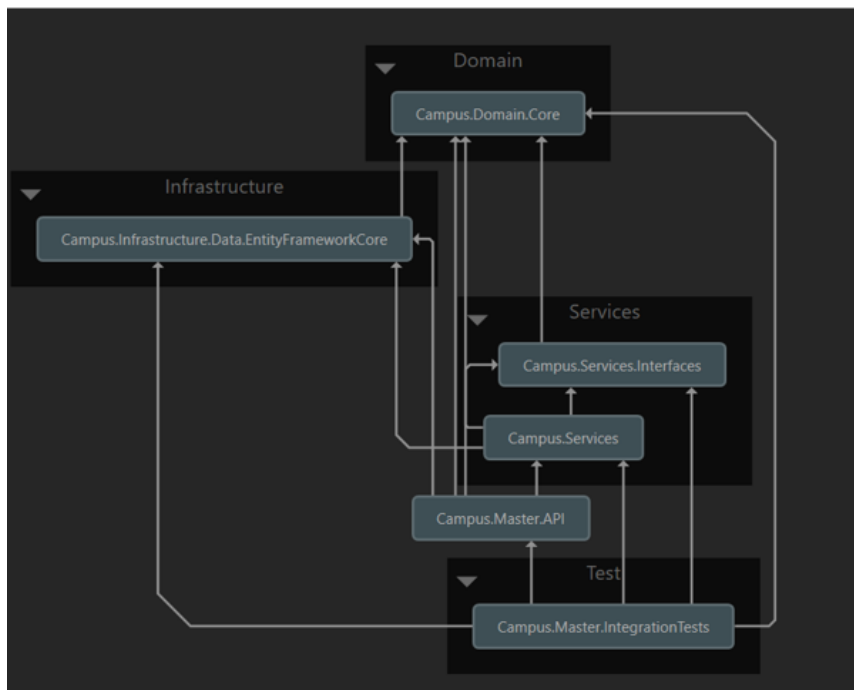 Domain
Campus.Domain.Core
Infrastructure
Campus.Infrastructure.Data.EntityFrameworkCore
Services
Campus.Services.Interfaces
Campus.Services
Campus.Master.API
Test
Campus.Master.IntegrationTests